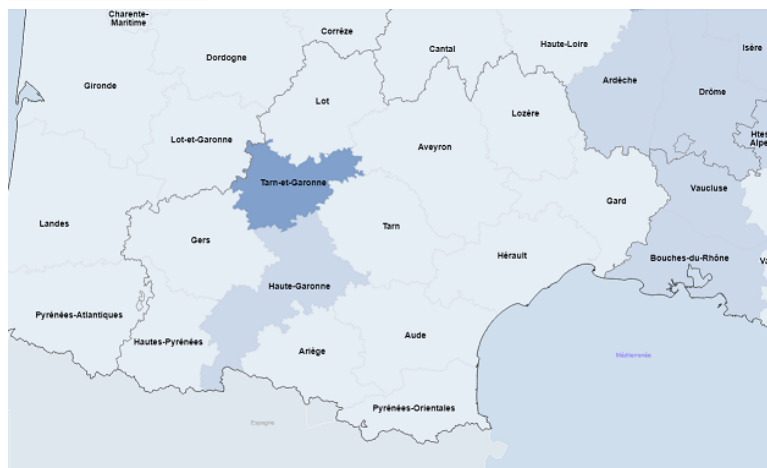 Charente-
Maritime
Corrèze
Cantal
Haute-Loire
Isère
Dordogne
Ardèche
Gironde
Drôme
Lot
Lozère
Lot-et-Garonne
Aveyron
Htes
Alpe
Tarn-et-Garonne
Vaucluse
Gard
Landes
Tarn
Gers
Hérault
Bouches-du-Rhône
Va
Haute-Garonne
Pyrénées-Atlantiques
Aude
Hautes-Pyrénées
Ariège
Méditerranée
Pyrénées-Orientales
Espagne